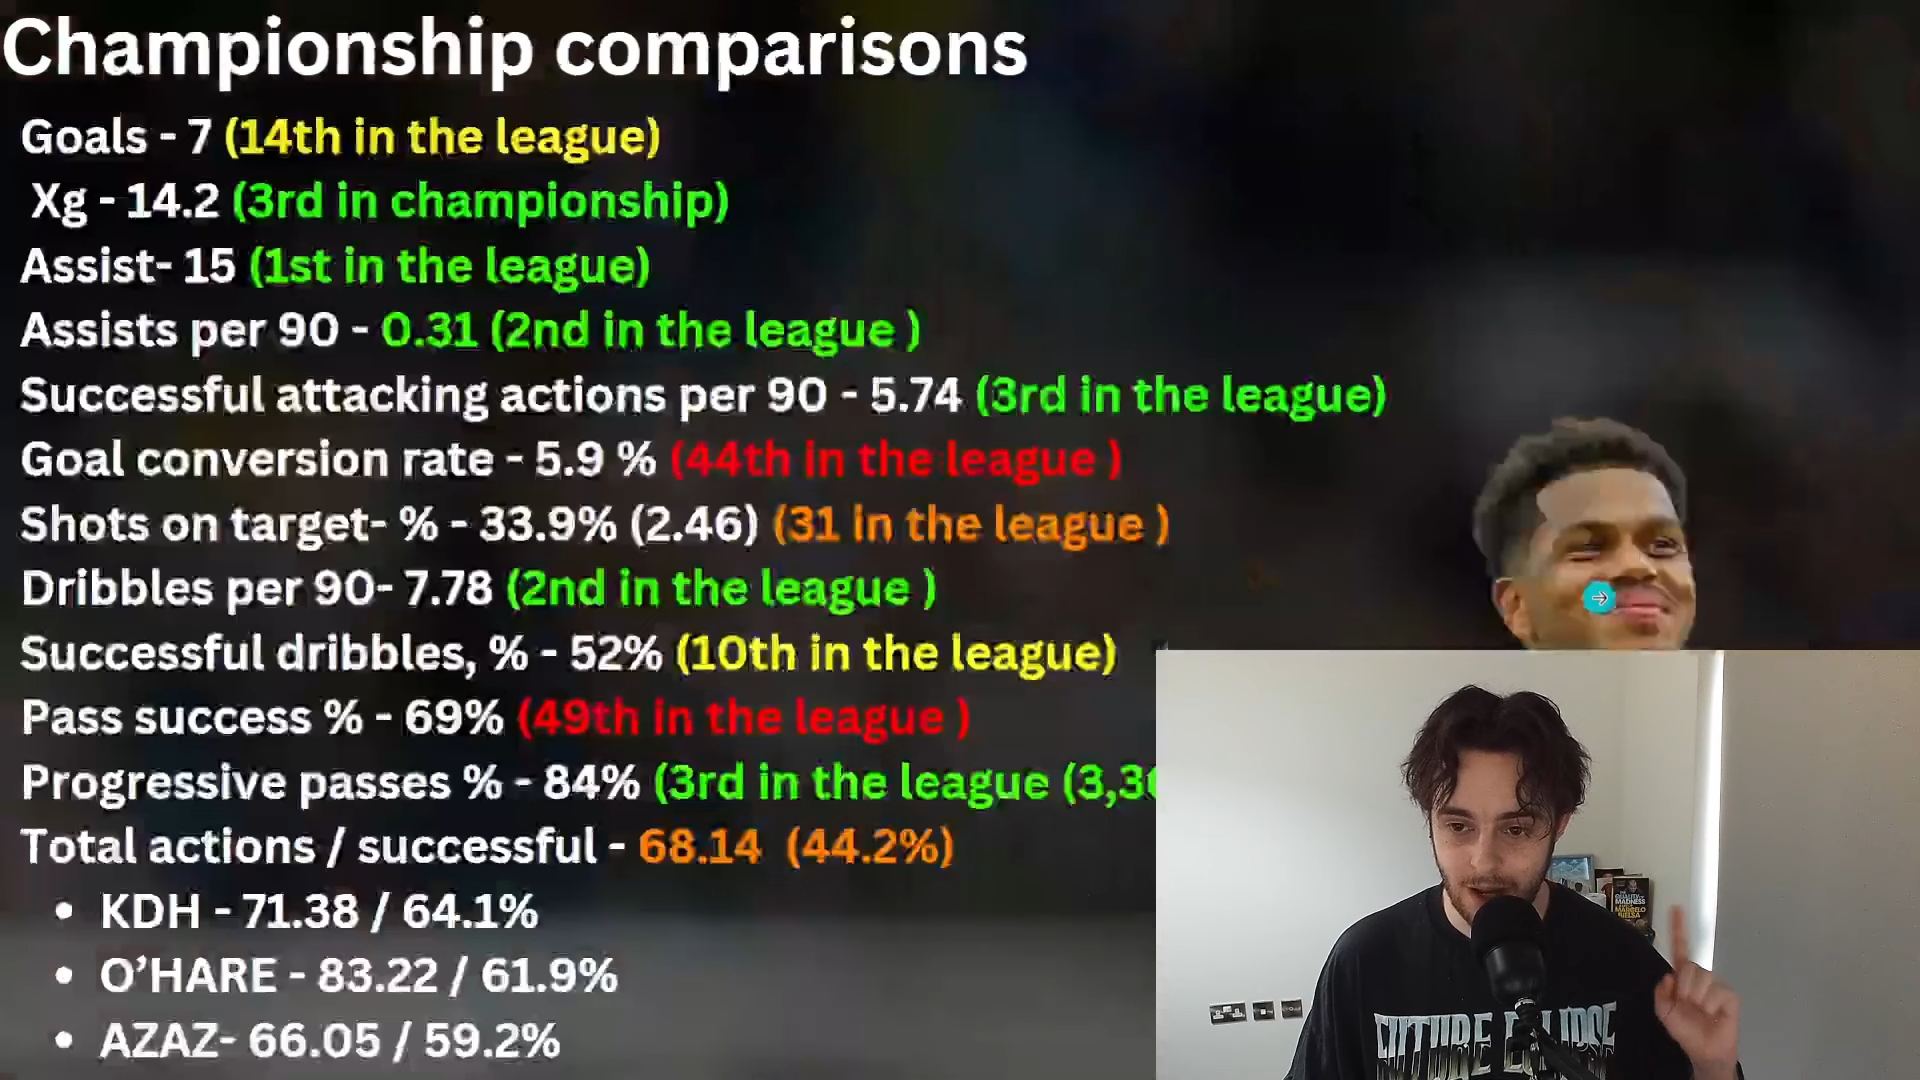 Championship comparisons
Goals - 7 (14th in the league)
Xg - 14.2 (3rd in championship)
Assist- 15 (1st in the league)
Assists per 90 - 0.31 (2nd in the league )
Successful attacking actions per 90 - 5.74 (3rd in the league)
Goal conversion rate - 5.9 % (44th in the league )
Shots on target- % - 33.9% (2.46) (31 in the league )
Dribbles per 90- 7.78 (2nd in the league )
Successful dribbles, % - 52% (10th in the league)
Pass success % - 69% (49th in the league )
Progressive passes % - 84% (3rd in the league
Total actions / successful - 68.14 (44.2%)
• KDH - 71.38 / 64.1%
• O'HARE - 83.22 / 61.9%
• AZAZ- 66.05 / 59.2%
MADNESS
MARCELO
BIELSA
FUTURE ECLIPSE